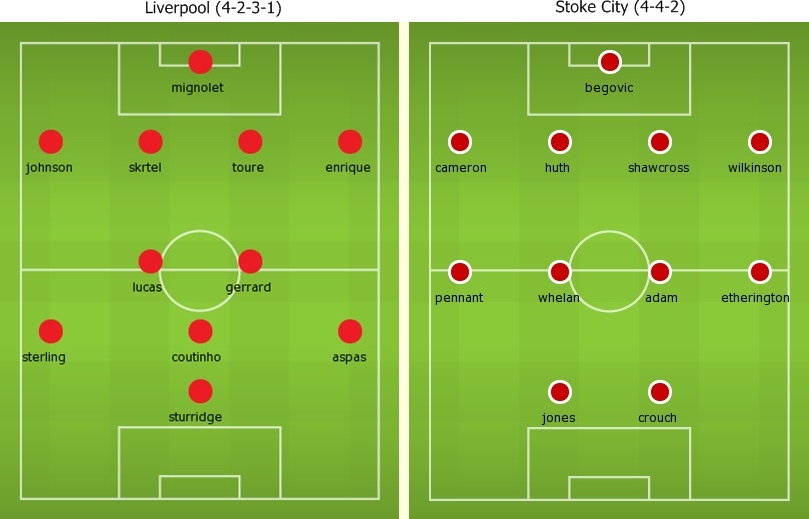 Liverpool (4-2-3-1)
mignolet
johnson skrtel toure enrique
lucas gerrard
sterling coutinho aspas
sturridge
Stoke City (4-4-2)
begovic
cameron huth shawcross wilkinson
pennant whelan adam etherington
jones crouch